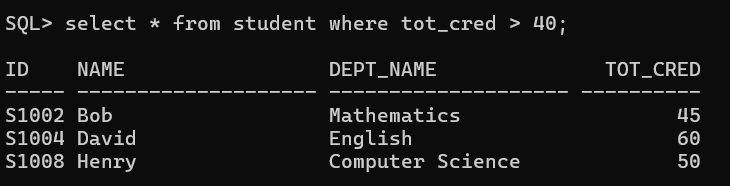 SQL> select * from student where tot_cred > 40;
ID    NAME                 DEPT_NAME              TOT_CRED
----- -------------------- -------------------- ----------
S1002 Bob                  Mathematics                  45
S1004 David                English                      60
S1008 Henry                Computer Science             50